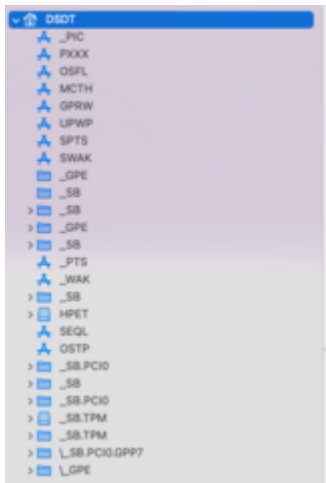 DSDT
_PIC
PXXX
OSFL
MCTH
GPRW
UPWP
SPTS
SWAK
_GPE
_SB
_SB
_GPE
_SB
_PTS
_WAK
_SB
HPET
SEQL
OSTP
_SB.PCI0
_SB
_SB.PCI0
_SB.TPM
_SB.TPM
\_SB.PCI0.GPP7
\_GPE